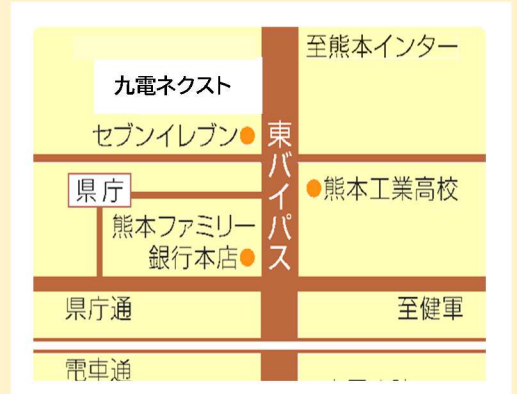 至熊本インター
九電ネクスト
セブンイレブン
東バイパス
県庁
熊本工業高校
熊本ファミリー
銀行本店
県庁通
至健軍
電車通